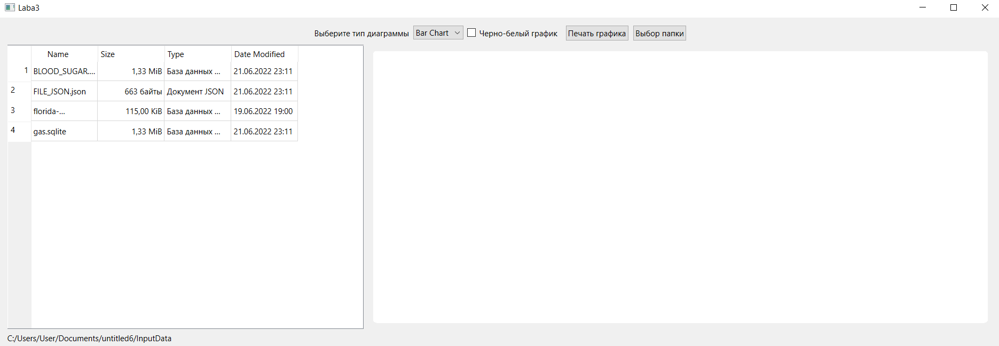 Laba3
Выберите тип диаграммы Bar Chart Черно-белый график Печать графика Выбор папки
Name Size Type Date Modified
1 BLOOD_SUGAR.... 1,33 MiB База данных ... 21.06.2022 23:11
2 FILE_JSON.json 663 байты Документ JSON 21.06.2022 23:11
3 florida-... 115,00 KiB База данных ... 19.06.2022 19:00
4 gas.sqlite 1,33 MiB База данных ... 21.06.2022 23:11
C:/Users/User/Documents/untitled6/InputData